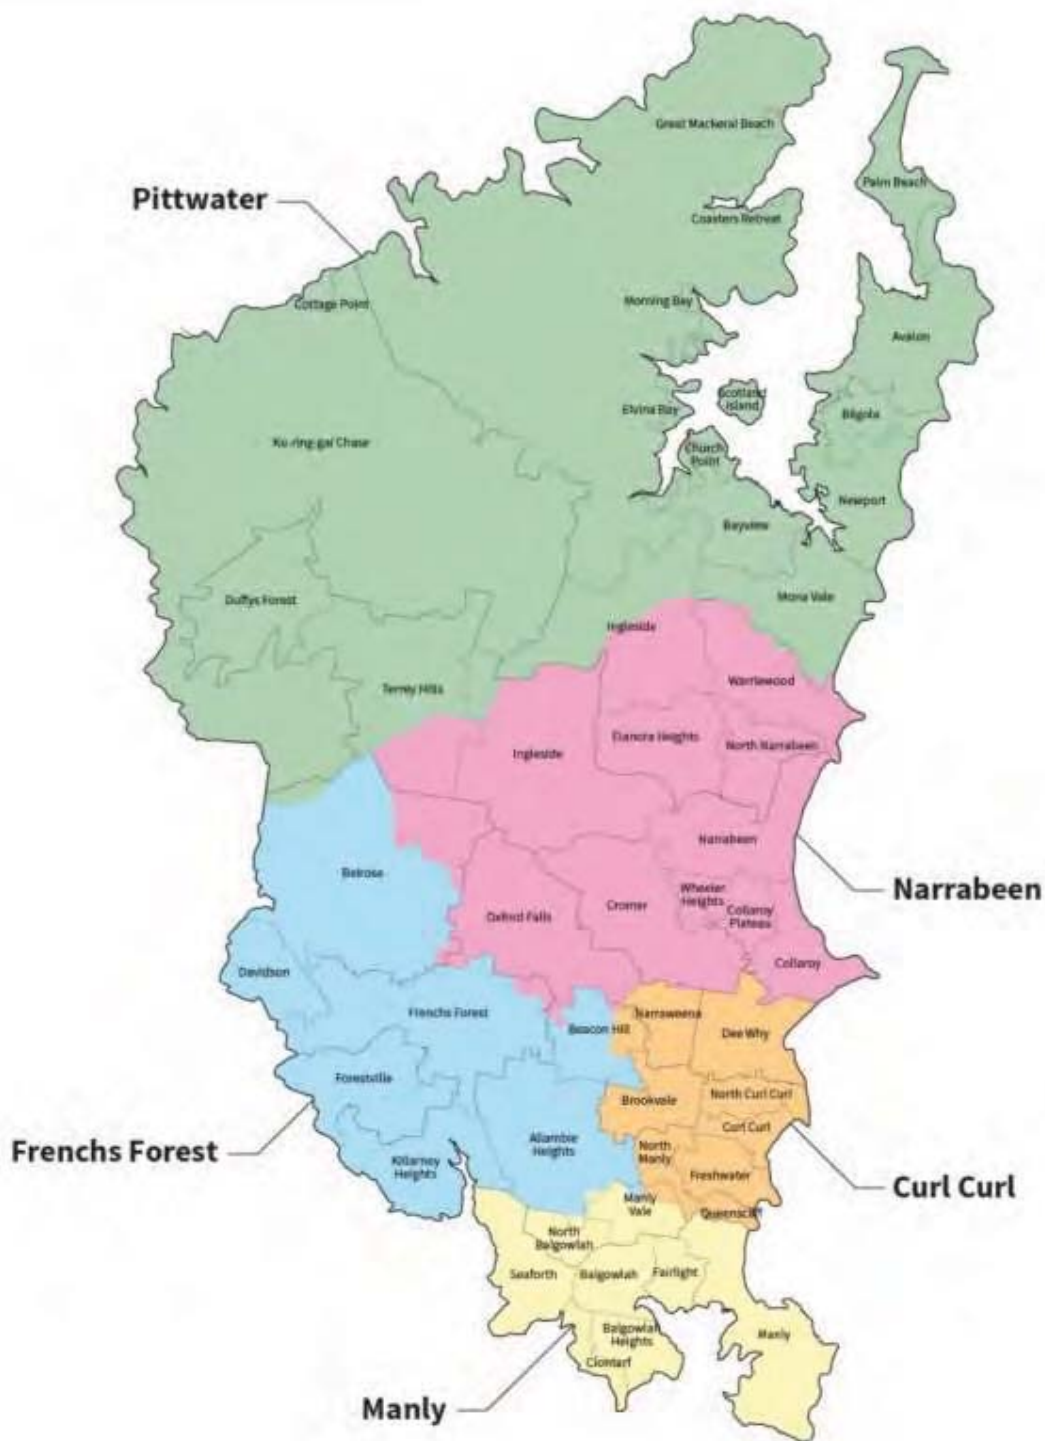 Great Mackeral Beach
Palm Beach
Pittwater
Coasters Retreat
Cottage Point
Morning Bay
Avalon
Scotland
Island
Elvina Bay
Bilgola
Ku-ring-gai Chase
Church
Point
Newport
Bayview
Duffys Forest
Mona Vale
Ingleside
Warriewood
Terrey Hills
Elanora Heights
North Narrabeen
Ingleside
Narrabeen
Belrose
Narrabeen
Wheeler
Heights
Cromer
Collaroy
Plateau
Oxford Falls
Collaroy
Davidson
Frenchs Forest
Narraweena
Beacon Hill
Dee Why
Forestville
North Curl Curl
Brookvale
Curl Curl
Frenchs Forest
Allambie
Heights
North
Manly
Killarney
Heights
Freshwater
Curl Curl
Manly
Vale
Queenscliff
North
Balgowlah
Seaforth
Balgowlah
Fairlight
Balgowlah
Heights
Manly
Clontarf
Manly